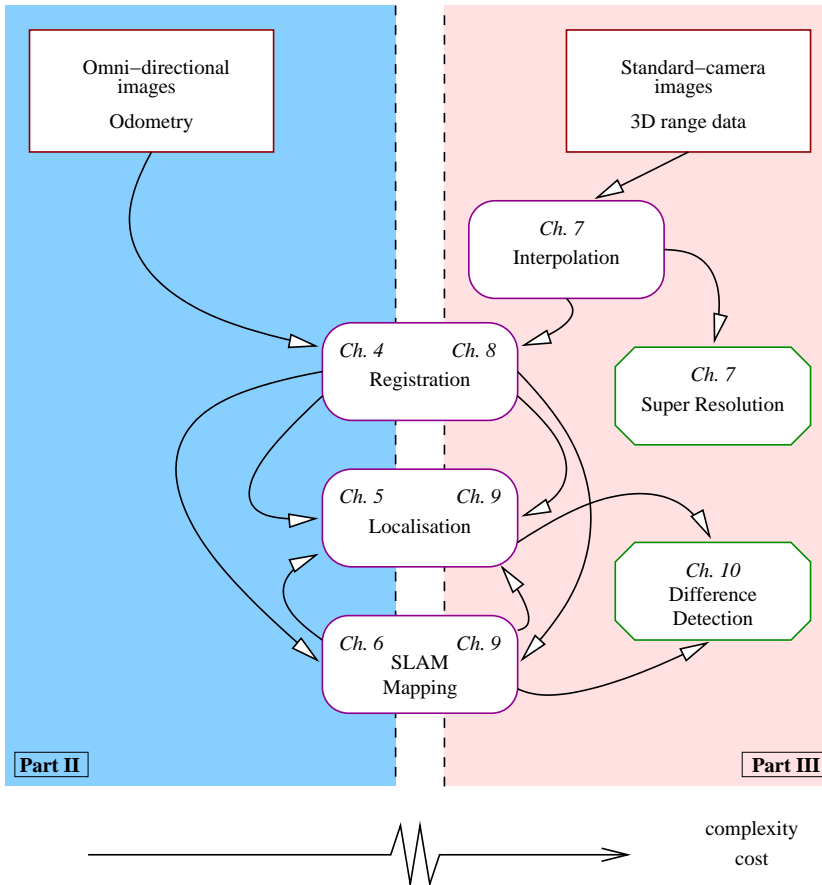 Omni−directional
images
Odometry
Standard−camera
images
3D range data
Ch. 7
Interpolation
Ch. 4 Ch. 8
Registration
Ch. 7
Super Resolution
Ch. 5 Ch. 9
Localisation
Ch. 10
Difference
Detection
Ch. 6 Ch. 9
SLAM
Mapping
Part II
Part III
complexity
cost